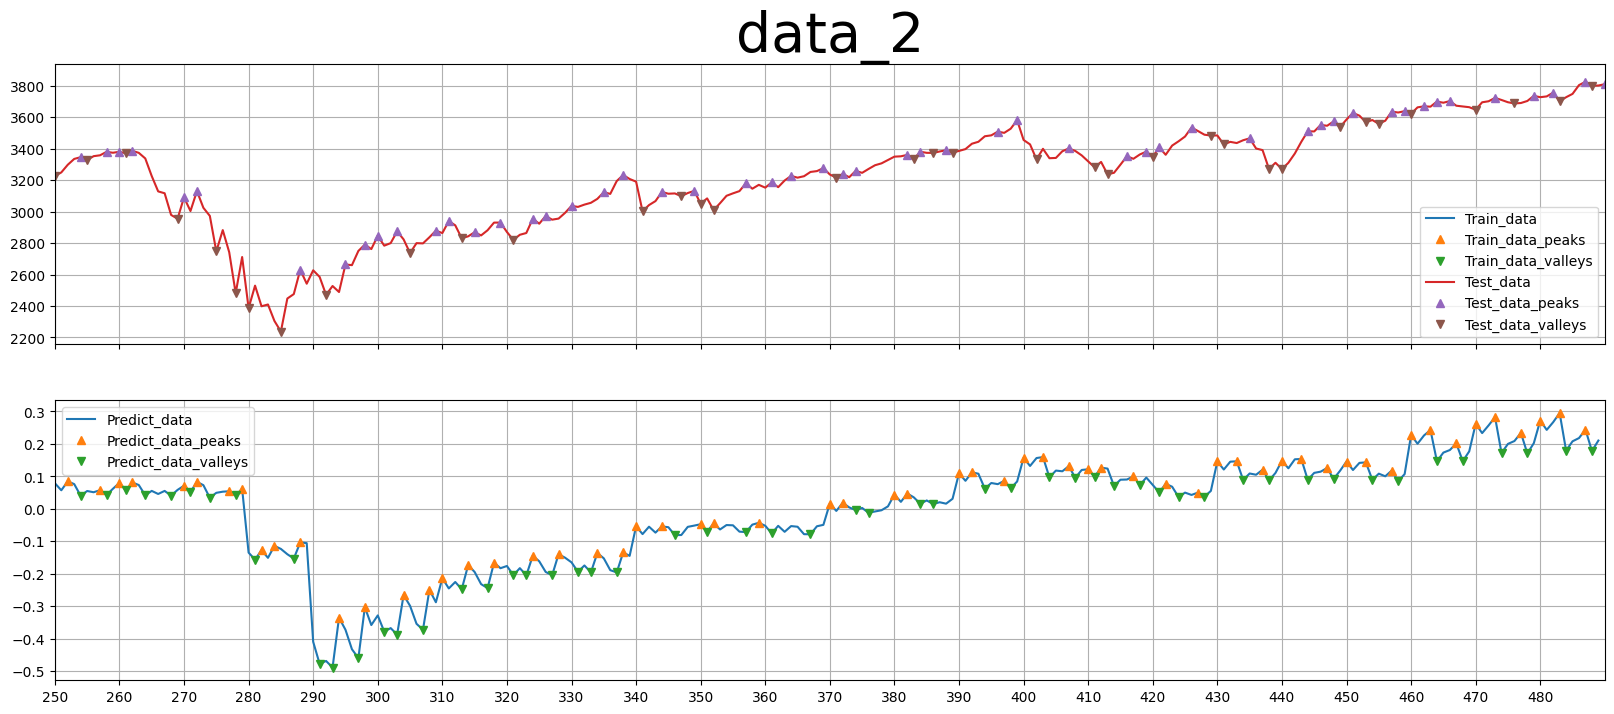 data_2
3800
3600
3400
3200
3000
2800
2600
2400
2200
Train_data
Train_data_peaks
Train_data_valleys
Test_data
Test_data_peaks
Test_data_valleys
0.3
0.2
0.1
0.0
−0.1
−0.2
−0.3
−0.4
−0.5
Predict_data
Predict_data_peaks
Predict_data_valleys
250 260 270 280 290 300 310 320 330 340 350 360 370 380 390 400 410 420 430 440 450 460 470 480